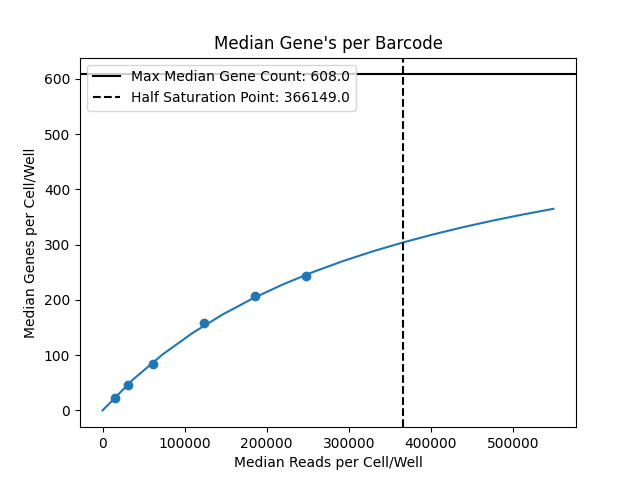 Median Gene's per Barcode
Max Median Gene Count: 608.0
Half Saturation Point: 366149.0
Median Genes per Cell/Well
600
500
400
300
200
100
0
0 100000 200000 300000 400000 500000
Median Reads per Cell/Well